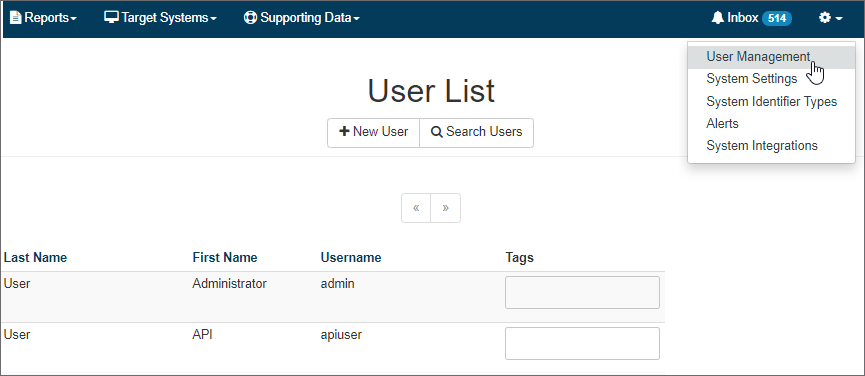 Reports Target Systems Supporting Data Inbox 514
User Management
System Settings
System Identifier Types
Alerts
System Integrations
User List
New User Search Users
« »
Last Name First Name Username Tags
User Administrator admin
User API apiuser